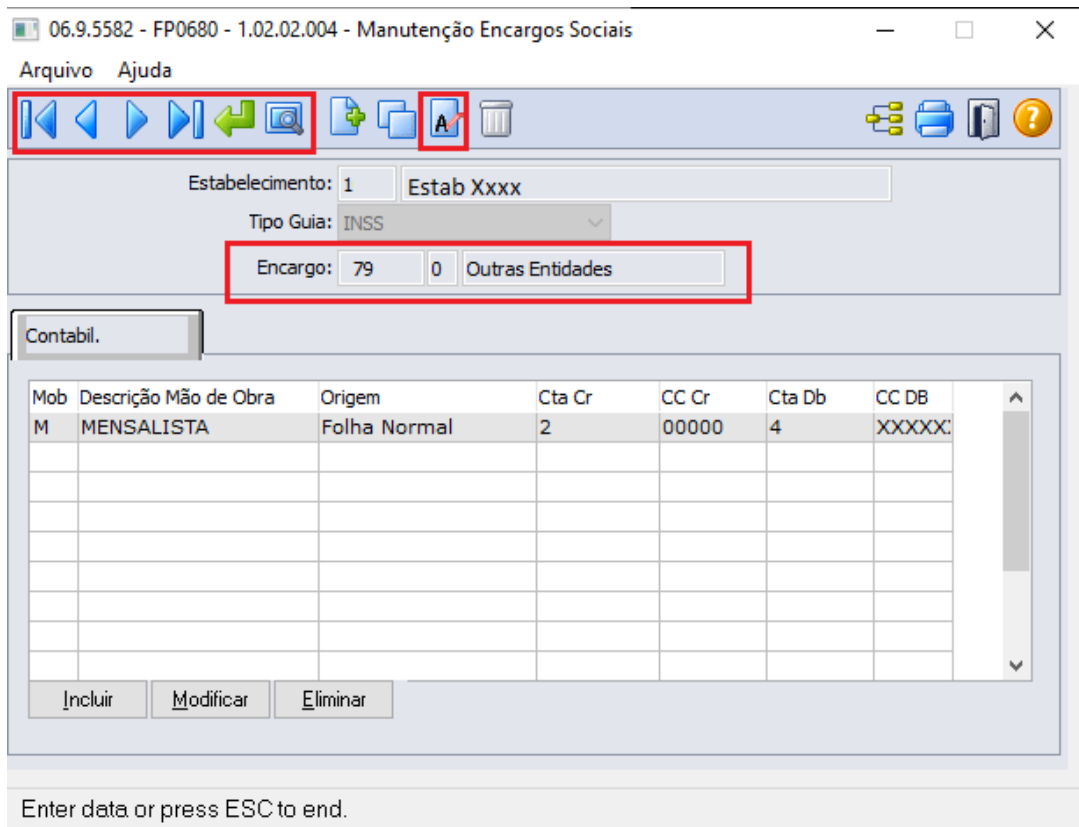 06.9.5582 - FP0680 - 1.02.02.004 - Manutenção Encargos Sociais
Arquivo Ajuda
A
?
Estabelecimento: 1 Estab Xxxx
Tipo Guia: INSS
Encargo: 79 0 Outras Entidades
Contabil.
Mob Descrição Mão de Obra Origem Cta Cr CC Cr Cta Db CC DB
M MENSALISTA Folha Normal 2 00000 4 XXXXX
Incluir Modificar Eliminar
Enter data or press ESC to end.